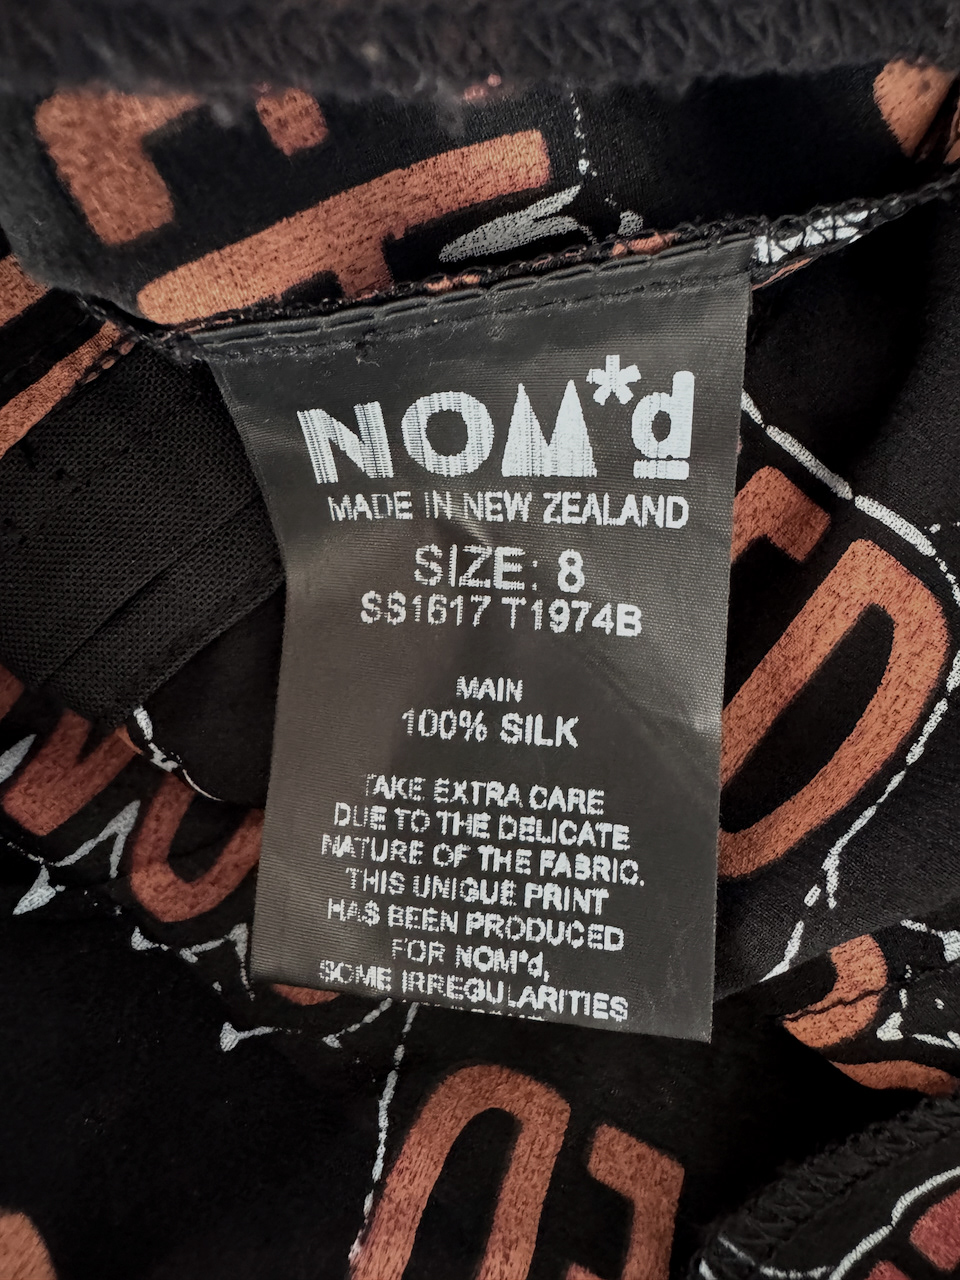 NOM*d
MADE IN NEW ZEALAND
SIZE: 8
SS1617 T1974B
MAIN
100% SILK
TAKE EXTRA CARE
DUE TO THE DELICATE
NATURE OF THE FABRIC.
THIS UNIQUE PRINT
HAS BEEN PRODUCED
FOR NOM*d,
SOME IRREGULARITIES